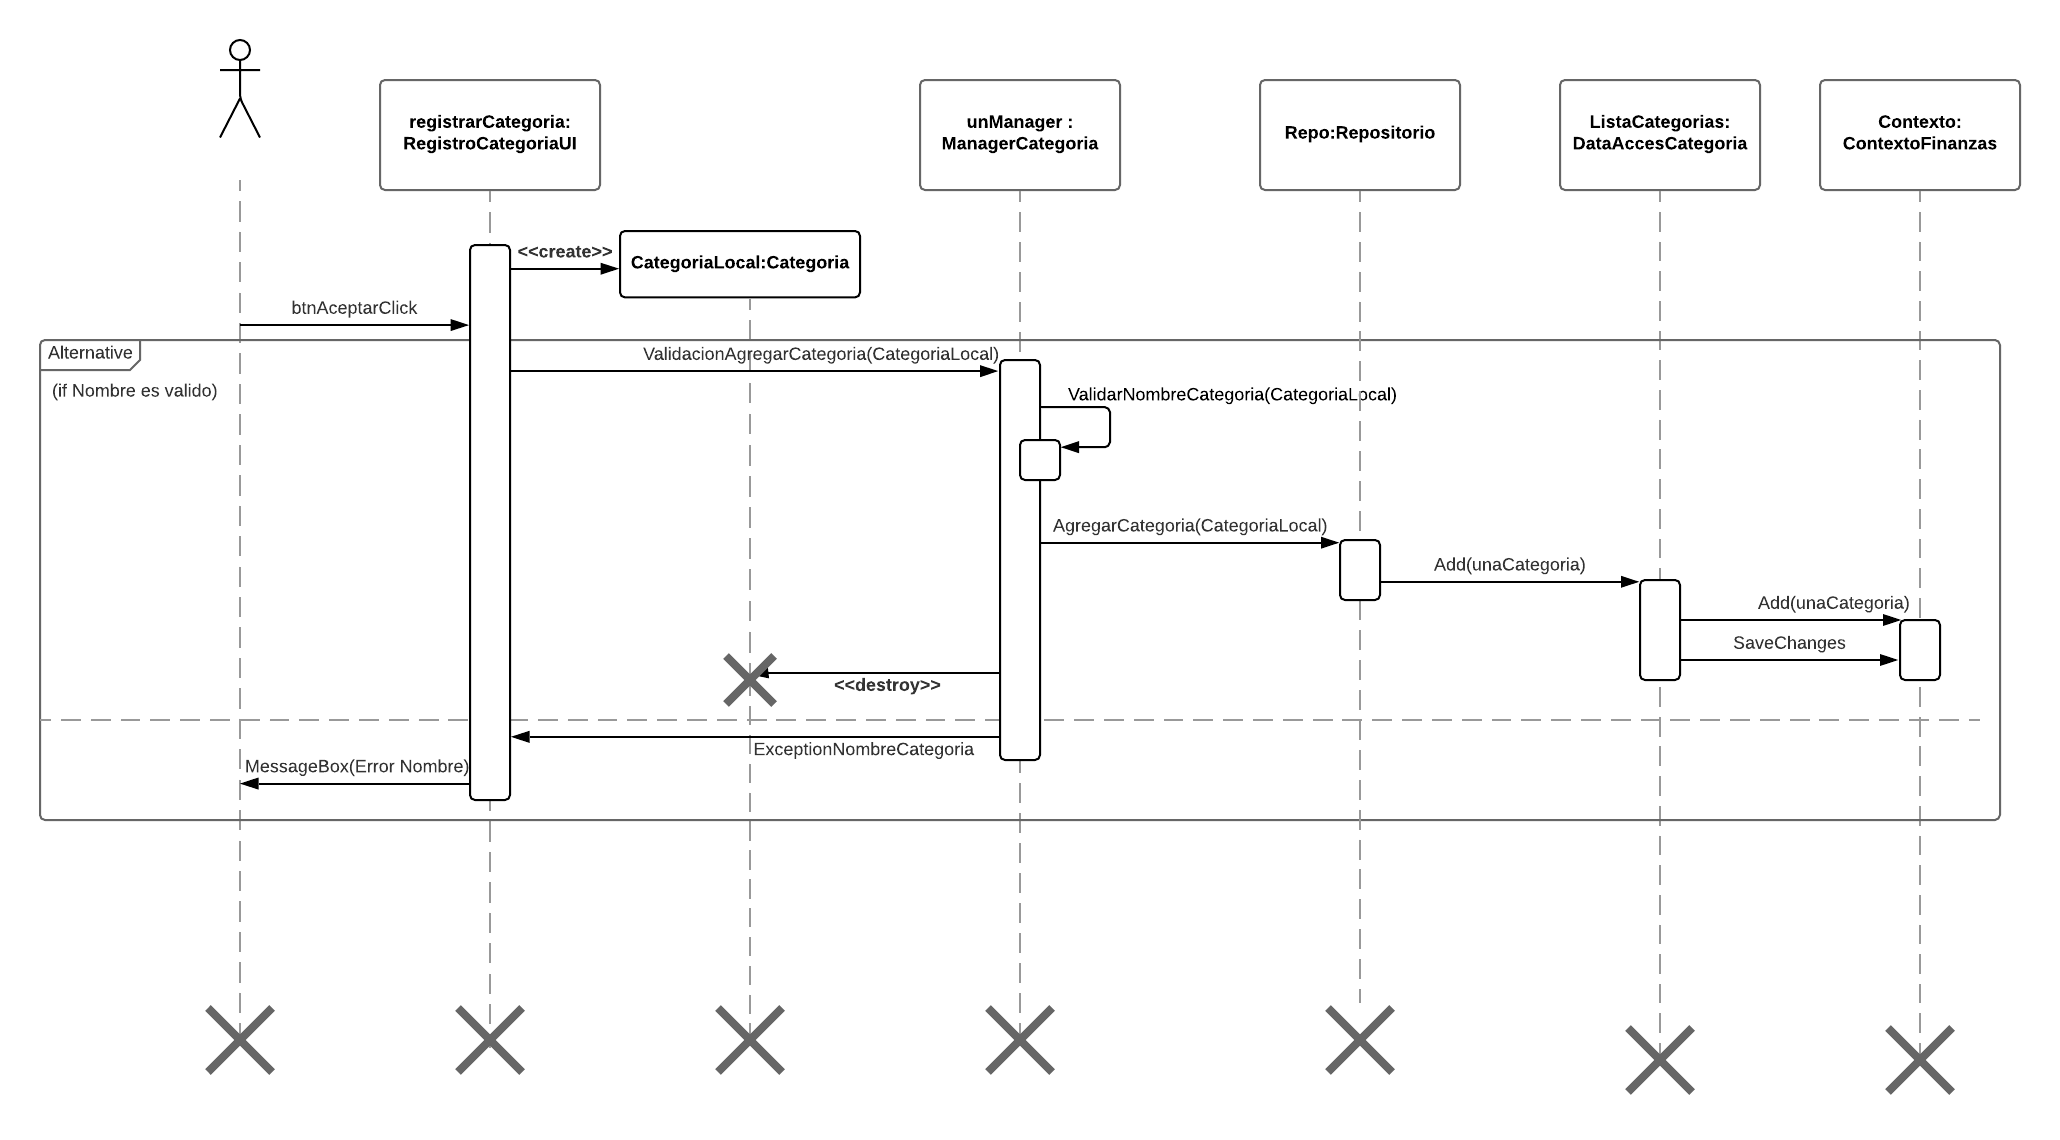 registrarCategoria:
RegistroCategoriaUI
unManager :
ManagerCategoria
Repo:Repositorio
ListaCategorias:
DataAccesCategoria
Contexto:
ContextoFinanzas
<<create>>
CategoriaLocal:Categoria
btnAceptarClick
Alternative
ValidacionAgregarCategoria(CategoriaLocal)
(if Nombre es valido)
ValidarNombreCategoria(CategoriaLocal)
AgregarCategoria(CategoriaLocal)
Add(unaCategoria)
Add(unaCategoria)
SaveChanges
<<destroy>>
ExceptionNombreCategoria
MessageBox(Error Nombre)